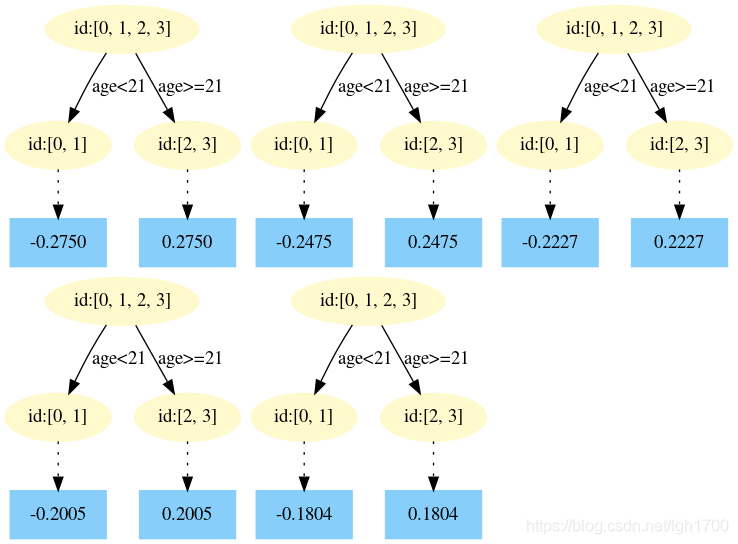 id:[0, 1, 2, 3]
id:[0, 1, 2, 3]
id:[0, 1, 2, 3]
age<21
age>=21
age<21
age>=21
age<21
age>=21
id:[0, 1]
id:[2, 3]
id:[0, 1]
id:[2, 3]
id:[0, 1]
id:[2, 3]
-0.2750
0.2750
-0.2475
0.2475
-0.2227
0.2227
id:[0, 1, 2, 3]
id:[0, 1, 2, 3]
age<21
age>=21
age<21
age>=21
id:[0, 1]
id:[2, 3]
id:[0, 1]
id:[2, 3]
-0.2005
0.2005
-0.1804
0.1804
https://blog.csdn.net/lgh1700